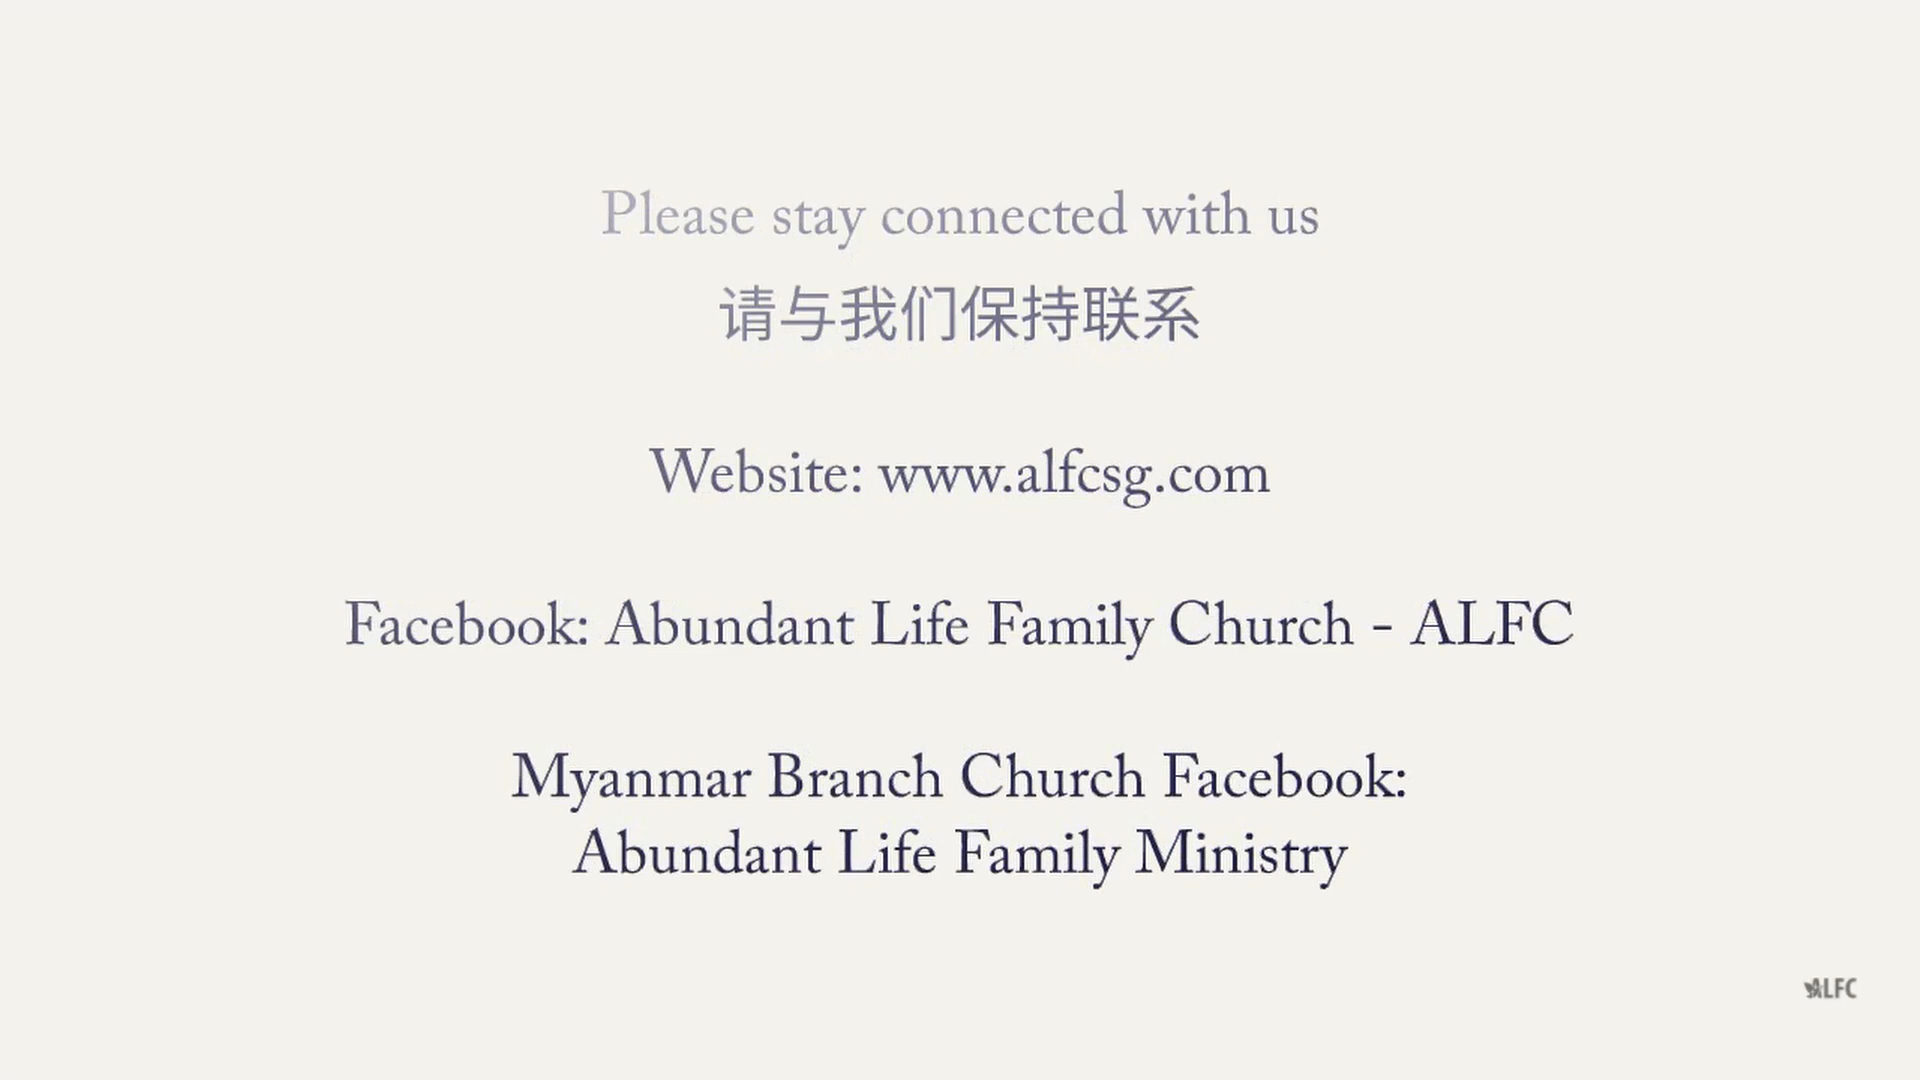 Please stay connected with us
请与我们保持联系
Website: www.alfcsg.com
Facebook: Abundant Life Family Church - ALFC
Myanmar Branch Church Facebook:
Abundant Life Family Ministry
ALFC